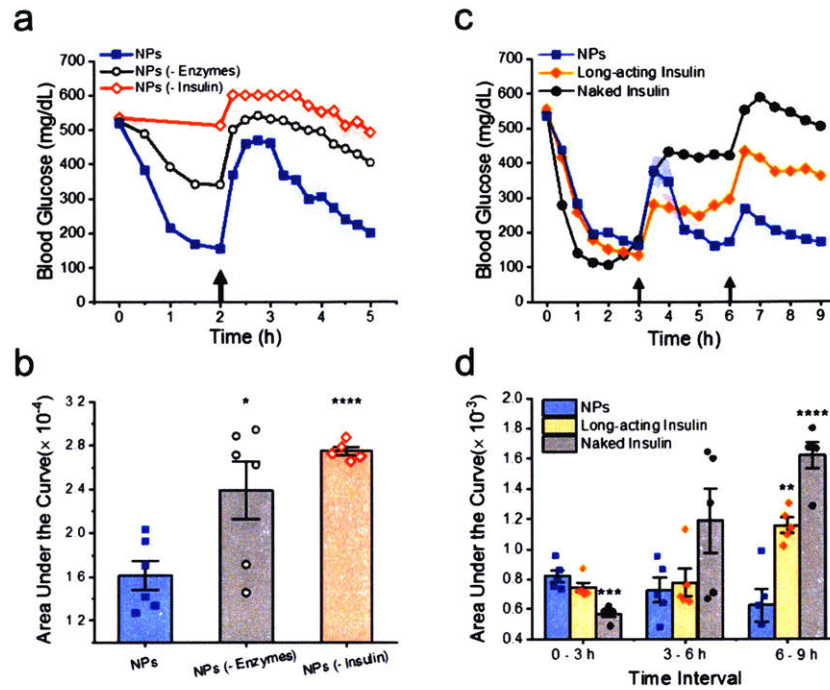 a
NPs
NPs (- Enzymes)
NPs (- Insulin)
700
600
500
400
300
200
100
0
Blood Glucose (mg/dL)
0 1 2 3 4 5
Time (h)
c
NPs
Long-acting Insulin
Naked Insulin
700
600
500
400
300
200
100
0
Blood Glucose (mg/dL)
0 1 2 3 4 5 6 7 8 9
Time (h)
b
* ****
3.2
2.8
2.4
2.0
1.6
1.2
Area Under the Curve(× 10⁻⁴)
NPs NPs (- Enzymes) NPs (- Insulin)
d
NPs
Long-acting Insulin
Naked Insulin
*** ** ****
2.0
1.8
1.6
1.4
1.2
1.0
0.8
0.6
0.4
Area Under the Curve(× 10⁻³)
0 - 3 h 3 - 6 h 6 - 9 h
Time Interval